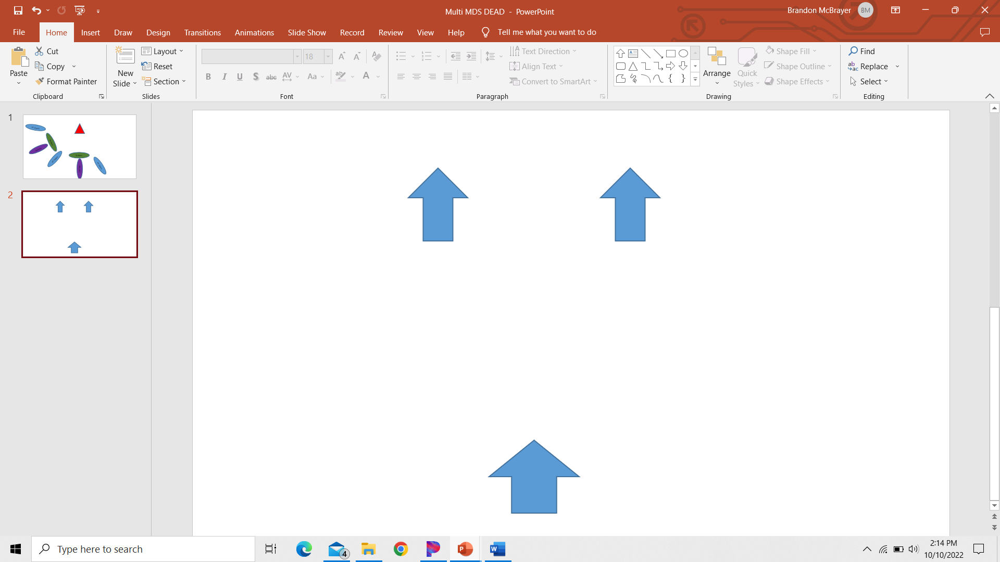 Multi MDS DEAD - PowerPoint
Brandon McBrayer BM
File Home Insert Draw Design Transitions Animations Slide Show Record Review View Help Tell me what you want to do
Paste
Cut
Copy
Format Painter
Clipboard
New
Slide
Layout
Reset
Section
Slides
18
B I U S abc AV Aa ab A
Font
Text Direction
Align Text
Convert to SmartArt
Paragraph
Arrange
Quick
Styles
Shape Fill
Shape Outline
Shape Effects
Drawing
Find
Replace
Select
Editing
1
2
Type here to search
4
2:14 PM
10/10/2022